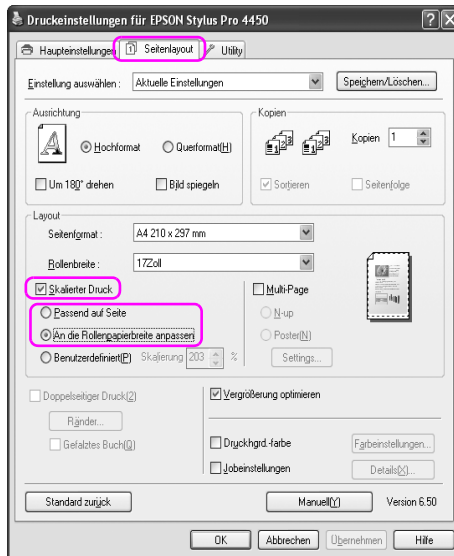 Druckeinstellungen für EPSON Stylus Pro 4450
Haupteinstellungen Seitenlayout Utility
Einstellung auswählen : Aktuelle Einstellungen Speichern/Löschen...
Ausrichtung
A Hochformat Querformat(H)
Um 180° drehen Bild spiegeln
Kopien
Kopien 1
Sortieren Seitenfolge
Layout
Seitenformat : A4 210 x 297 mm
Rollenbreite : 17Zoll
Skalierter Druck
Passend auf Seite
An die Rollenpapierbreite anpassen
Benutzerdefiniert(P) Skalierung 203 %
Multi-Page
N-up
Poster(N)
Settings...
Doppelseitiger Druck(2)
Ränder...
Gefalztes Buch(Q)
Vergrößerung optimieren
Druckhgrd.-farbe Farbeinstellungen...
Jobeinstellungen Details(X)...
Standard zurück Manuell(Y) Version 6.50
OK Abbrechen Übernehmen Hilfe